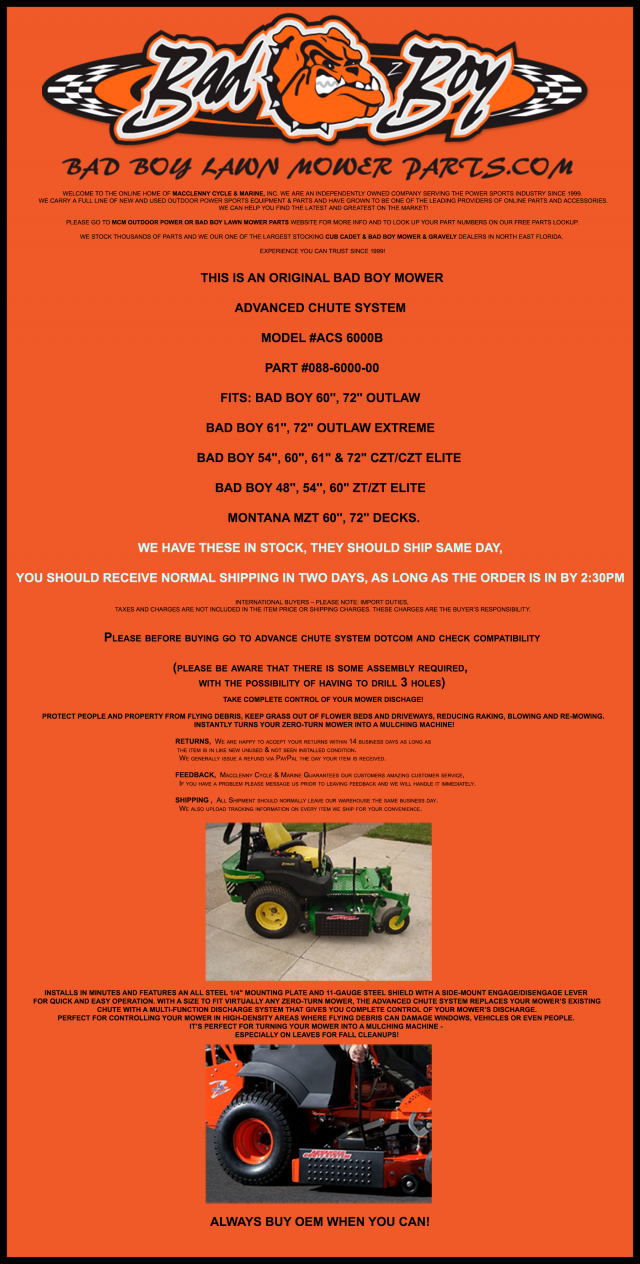 Bad Boy
Z
BAD BOY LAWN MOWER PARTS.COM
WELCOME TO THE ONLINE HOME OF MACCLENNY CYCLE & MARINE, INC. WE ARE AN INDEPENDENTLY OWNED COMPANY SERVING THE POWER SPORTS INDUSTRY SINCE 1999.
WE CARRY A FULL LINE OF NEW AND USED OUTDOOR POWER SPORTS EQUIPMENT & PARTS AND HAVE GROWN TO BE ONE OF THE LEADING PROVIDERS OF ONLINE PARTS AND ACCESSORIES.
WE CAN HELP YOU FIND THE LATEST AND GREATEST ON THE MARKET!
PLEASE GO TO MCM OUTDOOR POWER OR BAD BOY LAWN MOWER PARTS WEBSITE FOR MORE INFO AND TO LOOK UP YOUR PART NUMBERS ON OUR FREE PARTS LOOKUP.
WE STOCK THOUSANDS OF PARTS AND WE OUR ONE OF THE LARGEST STOCKING CUB CADET & BAD BOY MOWER & GRAVELY DEALERS IN NORTH EAST FLORIDA.
EXPERIENCE YOU CAN TRUST SINCE 1999!
THIS IS AN ORIGINAL BAD BOY MOWER
ADVANCED CHUTE SYSTEM
MODEL #ACS 6000B
PART #088-6000-00
FITS: BAD BOY 60", 72" OUTLAW
BAD BOY 61", 72" OUTLAW EXTREME
BAD BOY 54", 60", 61" & 72" CZT/CZT ELITE
BAD BOY 48", 54", 60" ZT/ZT ELITE
MONTANA MZT 60", 72" DECKS.
WE HAVE THESE IN STOCK, THEY SHOULD SHIP SAME DAY,
YOU SHOULD RECEIVE NORMAL SHIPPING IN TWO DAYS, AS LONG AS THE ORDER IS IN BY 2:30PM
INTERNATIONAL BUYERS – PLEASE NOTE: IMPORT DUTIES,
TAXES AND CHARGES ARE NOT INCLUDED IN THE ITEM PRICE OR SHIPPING CHARGES. THESE CHARGES ARE THE BUYER'S RESPONSIBILITY.
PLEASE BEFORE BUYING GO TO ADVANCE CHUTE SYSTEM DOTCOM AND CHECK COMPATIBILITY
(PLEASE BE AWARE THAT THERE IS SOME ASSEMBLY REQUIRED,
WITH THE POSSIBILITY OF HAVING TO DRILL 3 HOLES)
TAKE COMPLETE CONTROL OF YOUR MOWER DISCHAGE!
PROTECT PEOPLE AND PROPERTY FROM FLYING DEBRIS, KEEP GRASS OUT OF FLOWER BEDS AND DRIVEWAYS, REDUCING RAKING, BLOWING AND RE-MOWING.
INSTANTLY TURNS YOUR ZERO-TURN MOWER INTO A MULCHING MACHINE!
RETURNS, WE ARE HAPPY TO ACCEPT YOUR RETURNS WITHIN 14 BUSINESS DAYS AS LONG AS
THE ITEM IS IN LIKE NEW UNUSED & NOT BEEN INSTALLED CONDITION.
WE GENERALLY ISSUE A REFUND VIA PAYPAL THE DAY YOUR ITEM IS RECEIVED.
FEEDBACK, MACCLENNY CYCLE & MARINE GUARANTEES OUR CUSTOMERS AMAZING CUSTOMER SERVICE,
IF YOU HAVE A PROBLEM PLEASE MESSAGE US PRIOR TO LEAVING FEEDBACK AND WE WILL HANDLE IT IMMEDIATELY.
SHIPPING , ALL SHIPMENT SHOULD NORMALLY LEAVE OUR WAREHOUSE THE SAME BUSINESS DAY.
WE ALSO UPLOAD TRACKING INFORMATION ON EVERY ITEM WE SHIP FOR YOUR CONVENIENCE.
INSTALLS IN MINUTES AND FEATURES AN ALL STEEL 1/4" MOUNTING PLATE AND 11-GAUGE STEEL SHIELD WITH A SIDE-MOUNT ENGAGE/DISENGAGE LEVER
FOR QUICK AND EASY OPERATION. WITH A SIZE TO FIT VIRTUALLY ANY ZERO-TURN MOWER, THE ADVANCED CHUTE SYSTEM REPLACES YOUR MOWER'S EXISTING
CHUTE WITH A MULTI-FUNCTION DISCHARGE SYSTEM THAT GIVES YOU COMPLETE CONTROL OF YOUR MOWER'S DISCHARGE.
PERFECT FOR CONTROLLING YOUR MOWER IN HIGH-DENSITY AREAS WHERE FLYING DEBRIS CAN DAMAGE WINDOWS, VEHICLES OR EVEN PEOPLE.
IT'S PERFECT FOR TURNING YOUR MOWER INTO A MULCHING MACHINE -
ESPECIALLY ON LEAVES FOR FALL CLEANUPS!
ALWAYS BUY OEM WHEN YOU CAN!